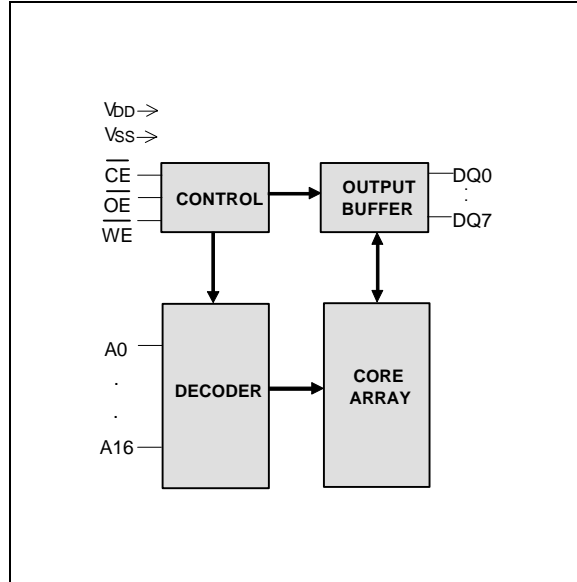 VDD
VSS
CE
OE
WE
CONTROL
OUTPUT
BUFFER
DQ0
.
.
DQ7
A0
.
.
A16
DECODER
CORE
ARRAY